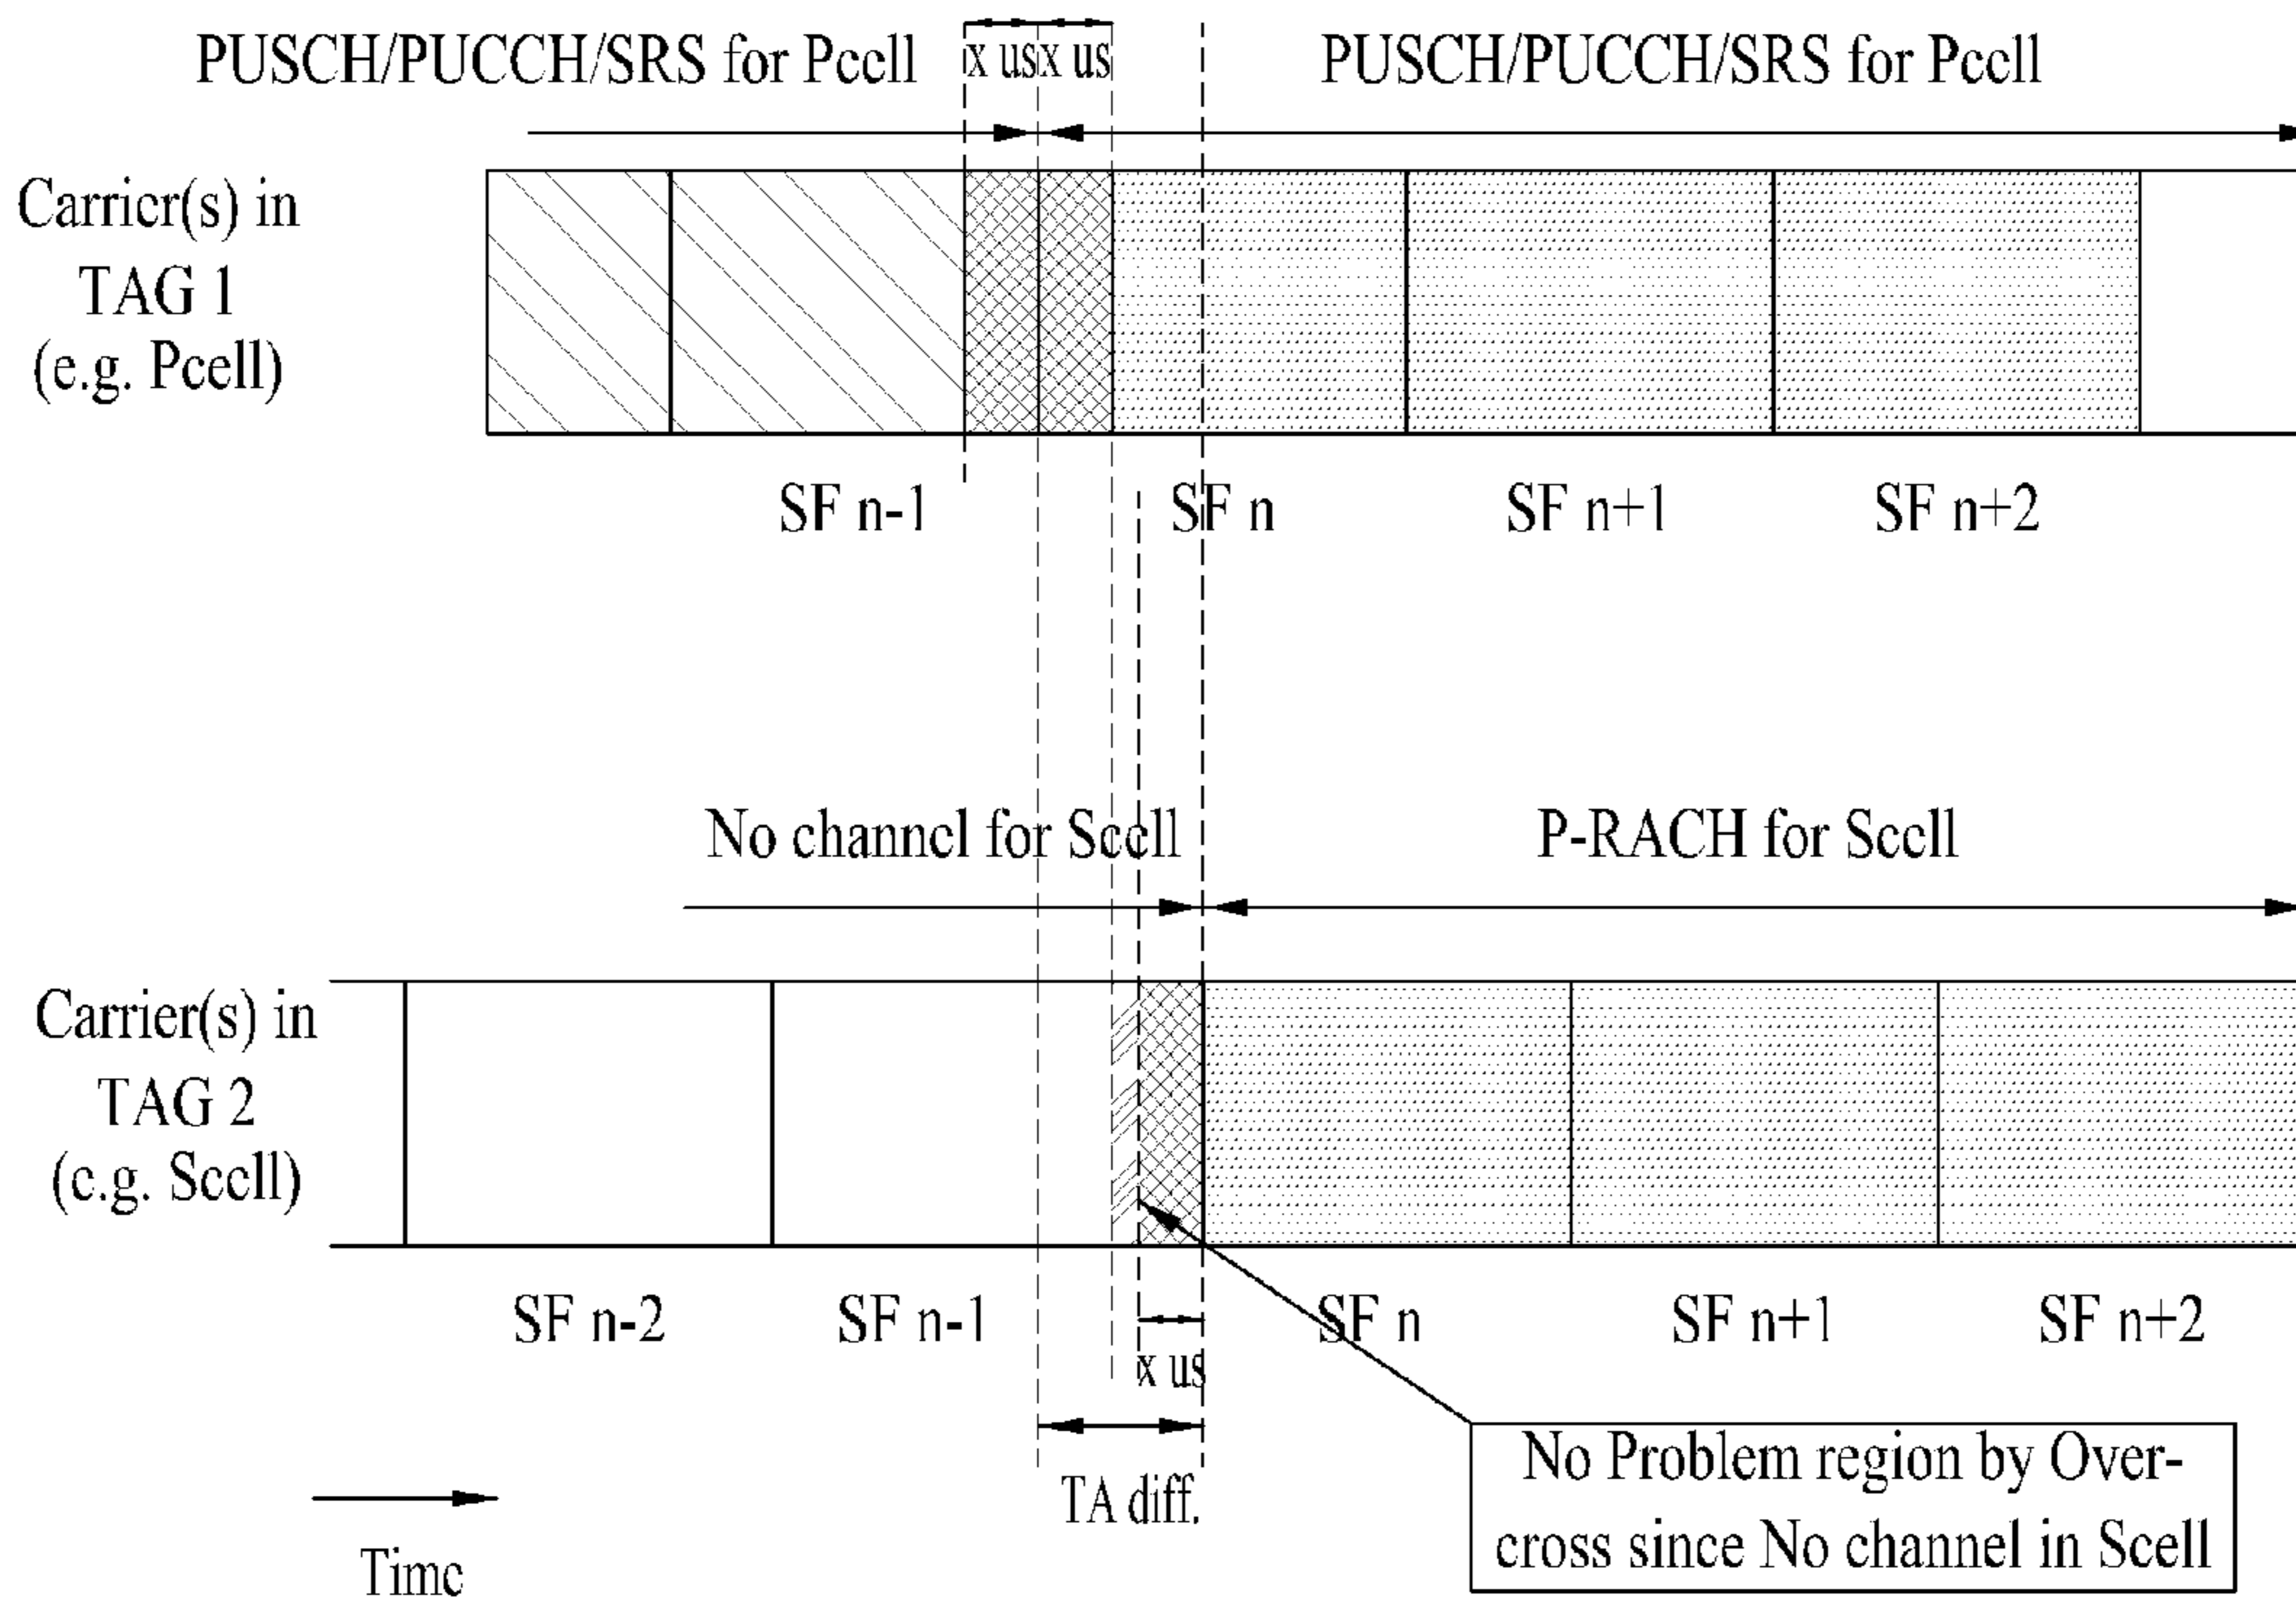 PUSCH/PUCCH/SRS for Pcell
x us
x us
PUSCH/PUCCH/SRS for Pcell
Carrier(s) in
TAG 1
(e.g. Pcell)
SF n-1
SF n
SF n+1
SF n+2
No channel for Scell
P-RACH for Scell
Carrier(s) in
TAG 2
(e.g. Scell)
SF n-2
SF n-1
SF n
SF n+1
SF n+2
x us
TA diff.
Time
No Problem region by Over-
cross since No channel in Scell